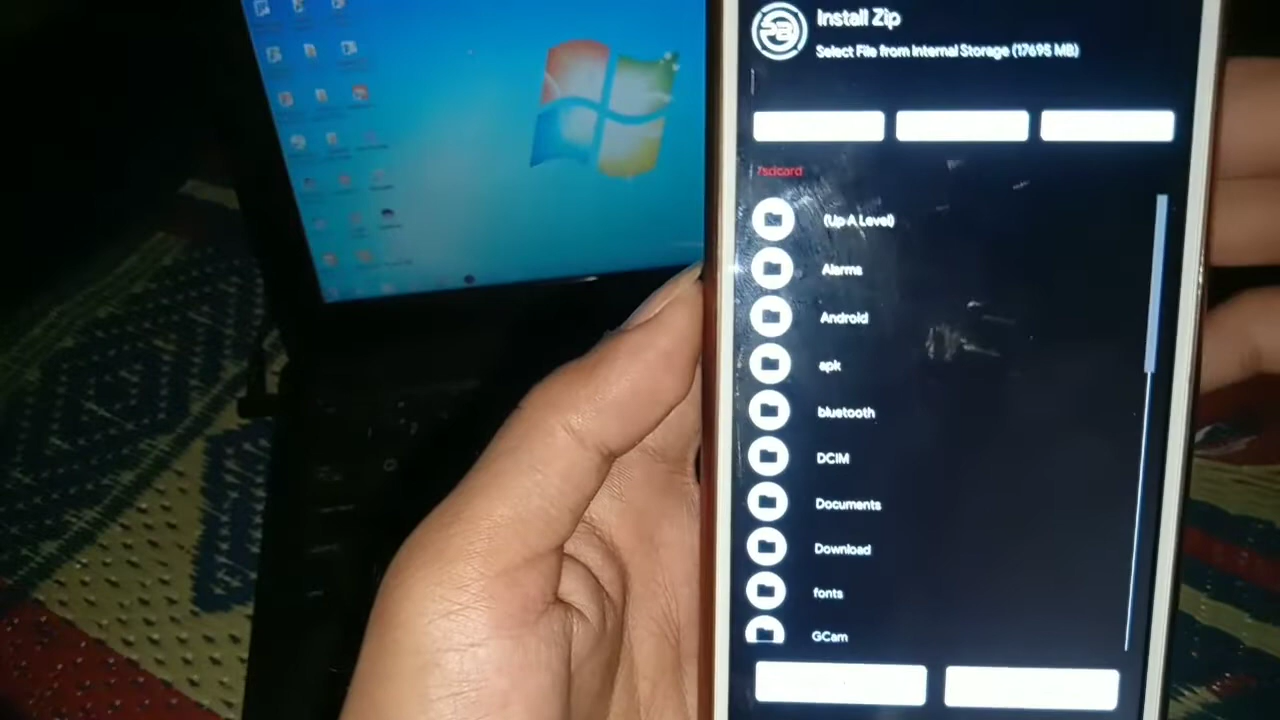 Install Zip
Select File from Internal Storage (17695 MB)
/sdcard
(Up A Level)
Alarms
Android
apk
bluetooth
DCIM
Documents
Download
fonts
GCam